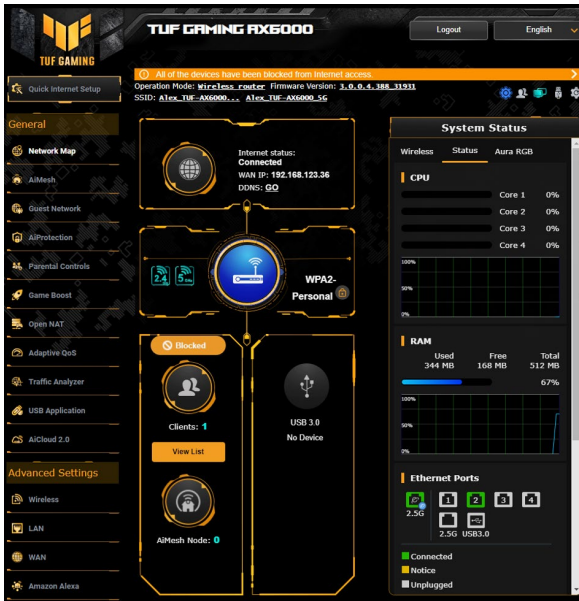 TUF GAMING AX6000
Logout
English
TUF GAMING
All of the devices have been blocked from Internet access.
Quick Internet Setup
Operation Mode: Wireless router Firmware Version: 3.0.0.4.388_31931
SSID: Alex_TUF-AX6000... Alex_TUF-AX6000_5G
General
Network Map
AiMesh
Guest Network
AiProtection
Parental Controls
Game Boost
Open NAT
Adaptive QoS
Traffic Analyzer
USB Application
AiCloud 2.0
Advanced Settings
Wireless
LAN
WAN
Amazon Alexa
Internet status:
Connected
WAN IP: 192.168.123.36
DDNS: GO
2.4
5
WPA2-
Personal
Blocked
Clients: 1
View List
AiMesh Node: 0
USB 3.0
No Device
System Status
Wireless Status Aura RGB
CPU
Core 1 0%
Core 2 0%
Core 3 0%
Core 4 0%
100%
50%
0%
RAM
Used Free Total
344 MB 168 MB 512 MB
67%
100%
50%
0%
Ethernet Ports
1 2 3 4
2.5G
2.5G USB3.0
Connected
Notice
Unplugged